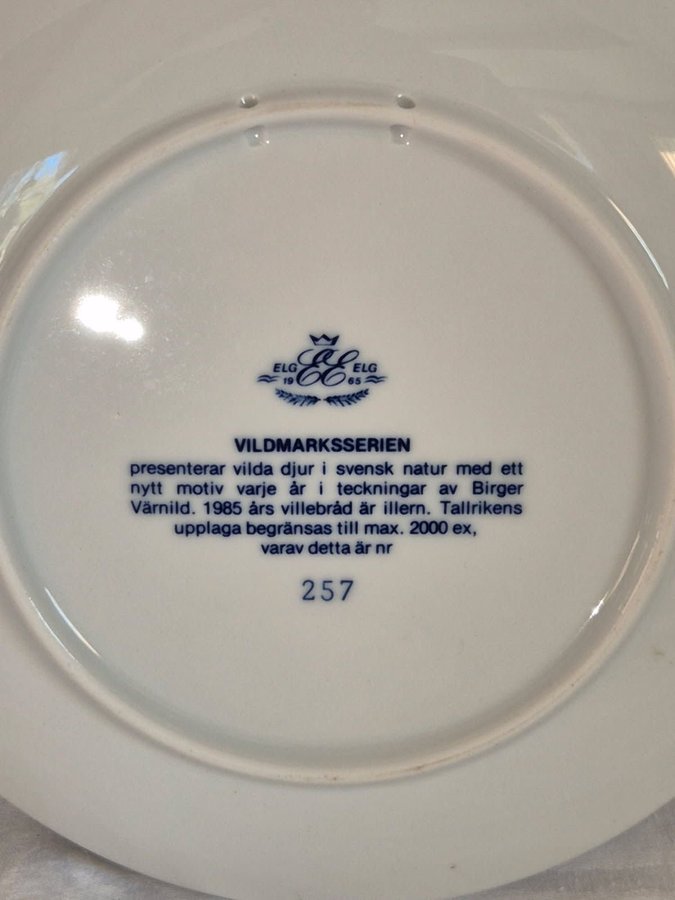 ELG EE ELG
19 65
VILDMARKSSERIEN
presenterar vilda djur i svensk natur med ett
nytt motiv varje år i teckningar av Birger
Värnild. 1985 års villebråd är illern. Tallrikens
upplaga begränsas till max. 2000 ex,
varav detta är nr
257